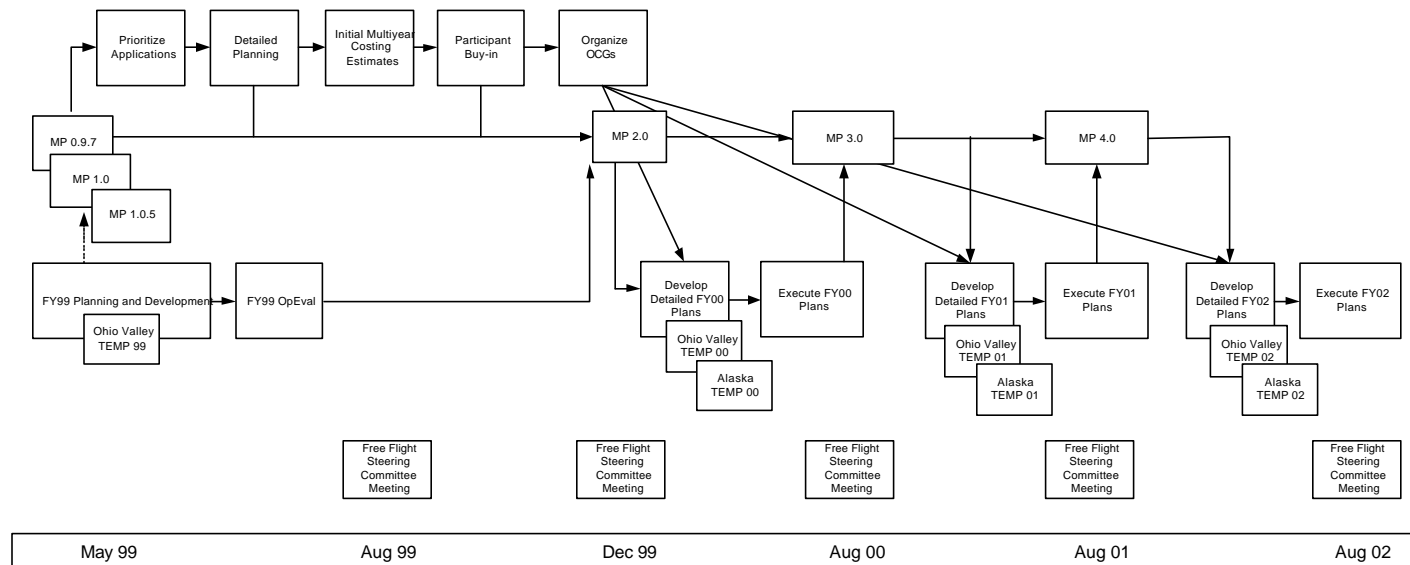 Prioritize
Applications
Detailed
Planning
Initial Multiyear
Costing
Estimates
Participant
Buy-in
Organize
OCGs
MP 0.9.7
MP 1.0
MP 1.0.5
MP 2.0
MP 3.0
MP 4.0
FY99 Planning and Development
Ohio Valley
TEMP 99
FY99 OpEval
Develop
Detailed FY00
Plans
Ohio Valley
TEMP 00
Alaska
TEMP 00
Execute FY00
Plans
Develop
Detailed FY01
Plans
Ohio Valley
TEMP 01
Alaska
TEMP 01
Execute FY01
Plans
Develop
Detailed FY02
Plans
Ohio Valley
TEMP 02
Alaska
TEMP 02
Execute FY02
Plans
Free Flight
Steering
Committee
Meeting
Free Flight
Steering
Committee
Meeting
Free Flight
Steering
Committee
Meeting
Free Flight
Steering
Committee
Meeting
Free Flight
Steering
Committee
Meeting
May 99
Aug 99
Dec 99
Aug 00
Aug 01
Aug 02